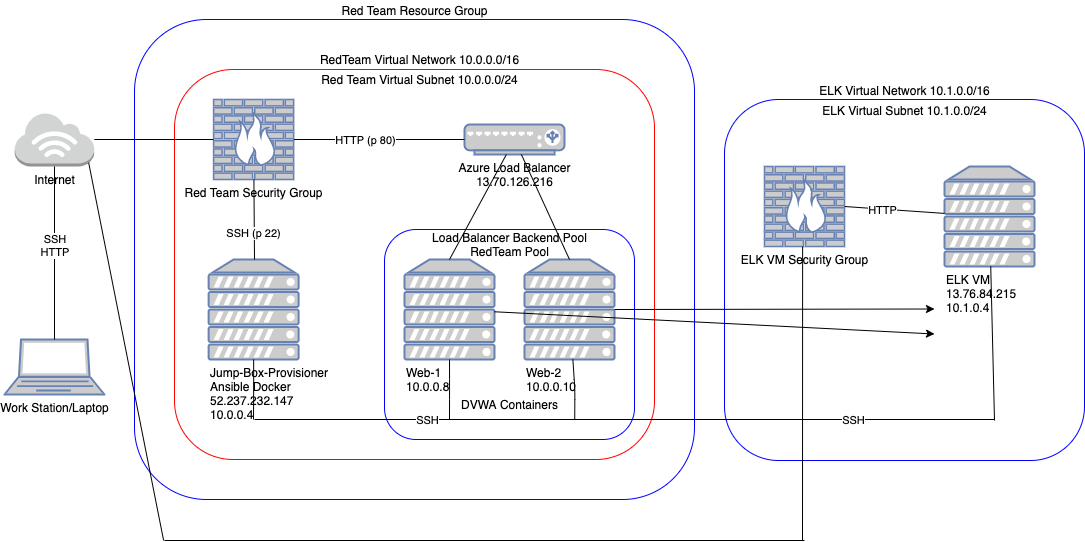 Red Team Resource Group
RedTeam Virtual Network 10.0.0.0/16
Red Team Virtual Subnet 10.0.0.0/24
ELK Virtual Network 10.1.0.0/16
ELK Virtual Subnet 10.1.0.0/24
Internet
HTTP (p 80)
Azure Load Balancer
13.70.126.216
Red Team Security Group
SSH
HTTP
SSH (p 22)
Load Balancer Backend Pool
RedTeam Pool
HTTP
ELK VM Security Group
ELK VM
13.76.84.215
10.1.0.4
Work Station/Laptop
Jump-Box-Provisioner
Ansible Docker
52.237.232.147
10.0.0.4
Web-1
10.0.0.8
Web-2
10.0.0.10
DVWA Containers
SSH
SSH